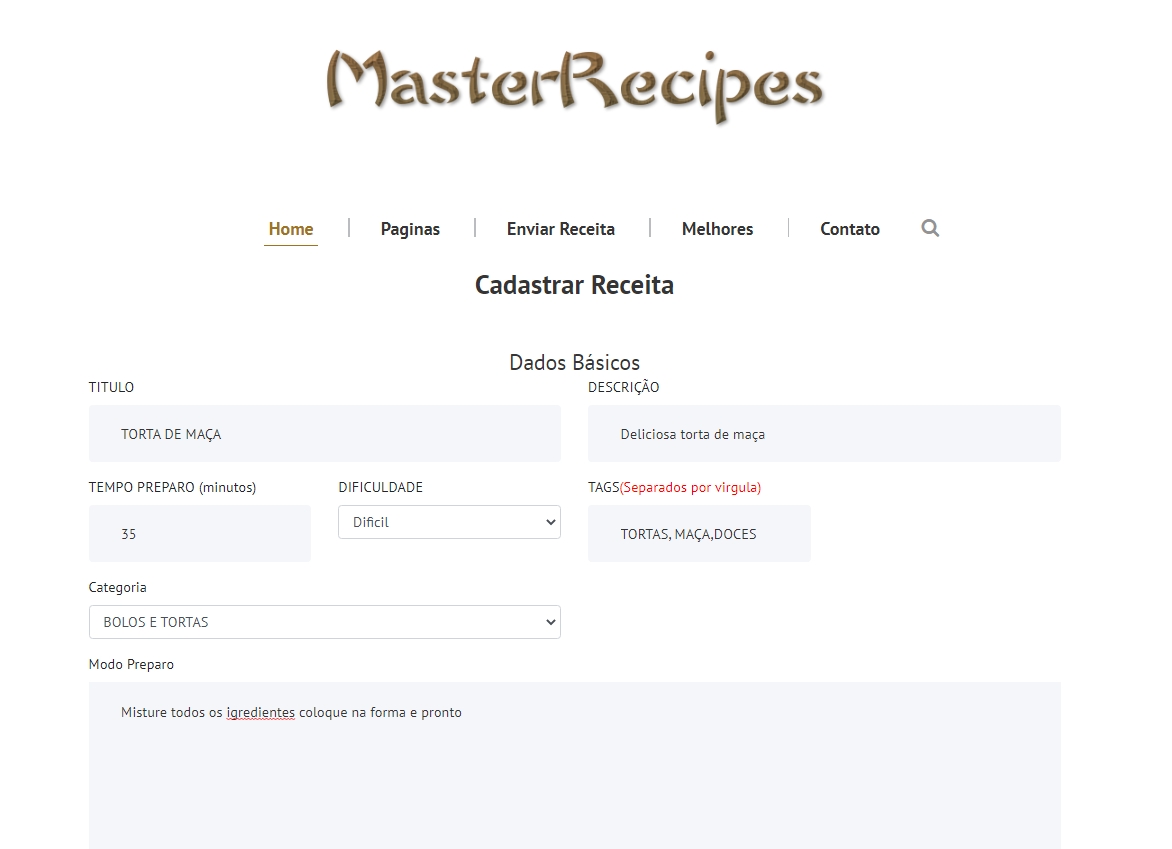 MasterRecipes
Home Paginas Enviar Receita Melhores Contato
Cadastrar Receita
Dados Básicos
TITULO DESCRIÇÃO
TORTA DE MAÇA Deliciosa torta de maça
TEMPO PREPARO (minutos) DIFICULDADE TAGS(Separados por virgula)
35 Dificil TORTAS, MAÇA,DOCES
Categoria
BOLOS E TORTAS
Modo Preparo
Misture todos os igredientes coloque na forma e pronto